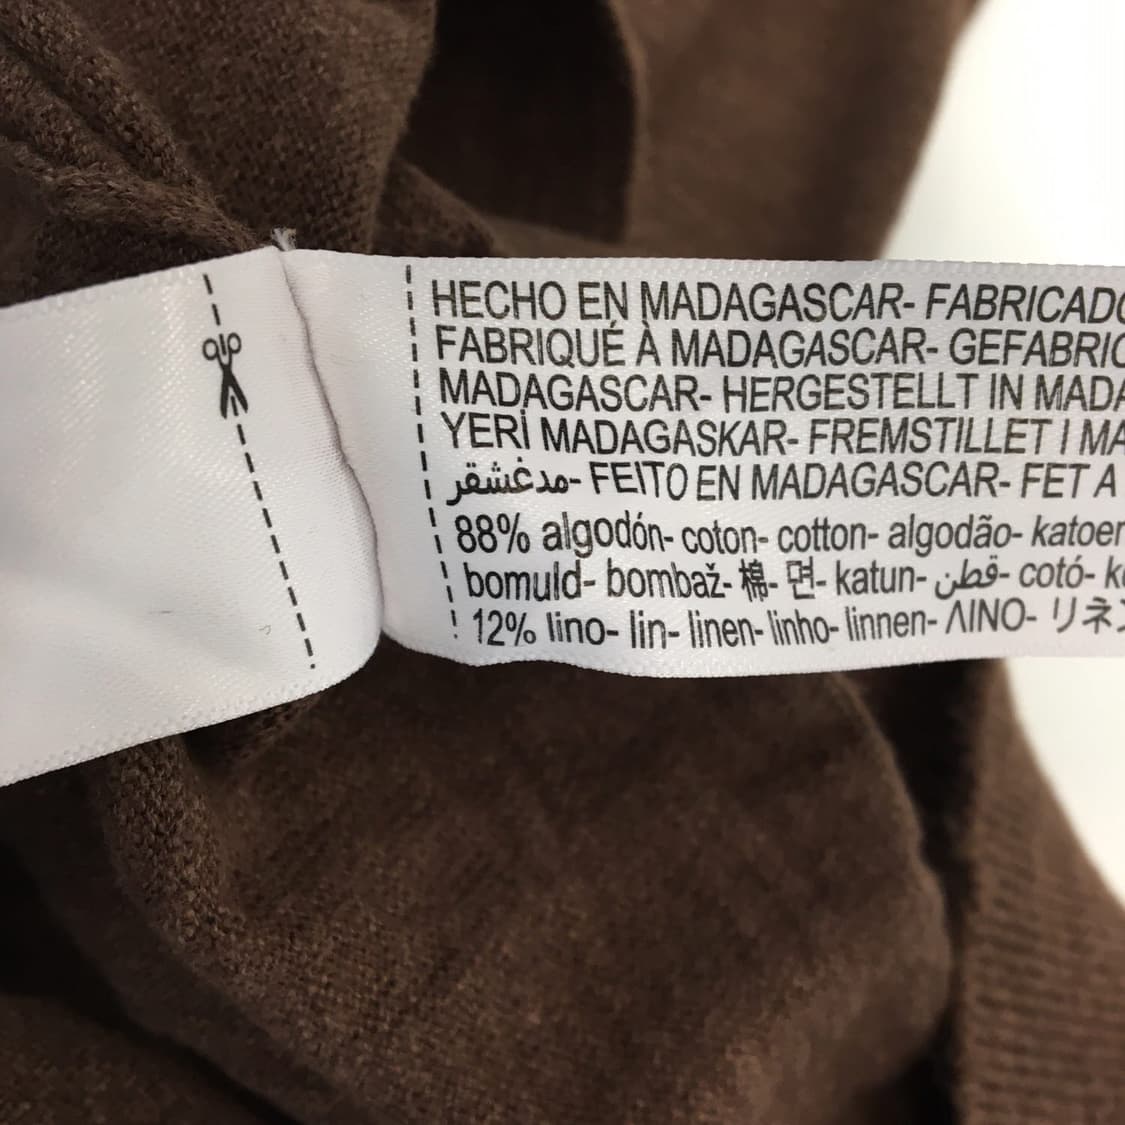 HECHO EN MADAGASCAR- FABRICADO
FABRIQUÉ À MADAGASCAR- GEFABRIC
MADAGASCAR- HERGESTELLT IN MADA
YERİ MADAGASKAR- FREMSTILLET I MA
مدغشقر- FEITO EN MADAGASCAR- FET A
88% algodón- coton- cotton- algodão- katoen
bomuld- bombaž- 棉- 면- katun- قطن- cotó- k
12% lino- lin- linen- linho- linnen- ΛΙΝΟ- リネン